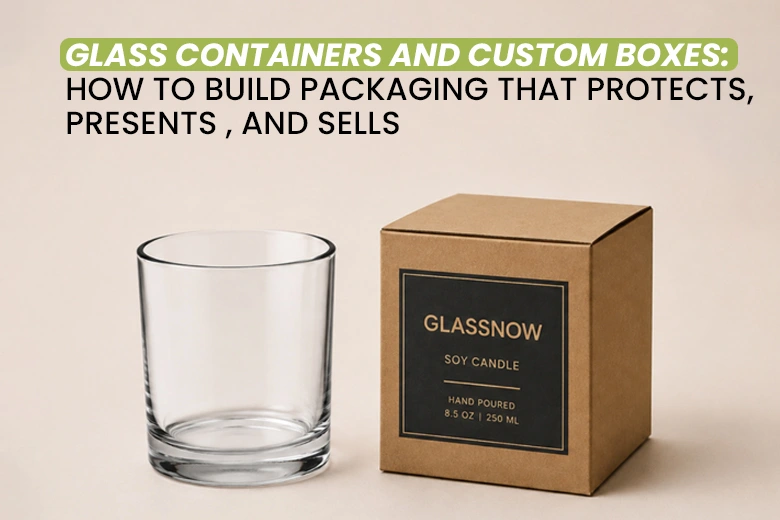 GLASS CONTAINERS AND CUSTOM BOXES:
HOW TO BUILD PACKAGING THAT PROTECTS,
PRESENTS , AND SELLS
GLASSNOW
SOY CANDLE
HAND POURED
8.5 OZ | 250 ML